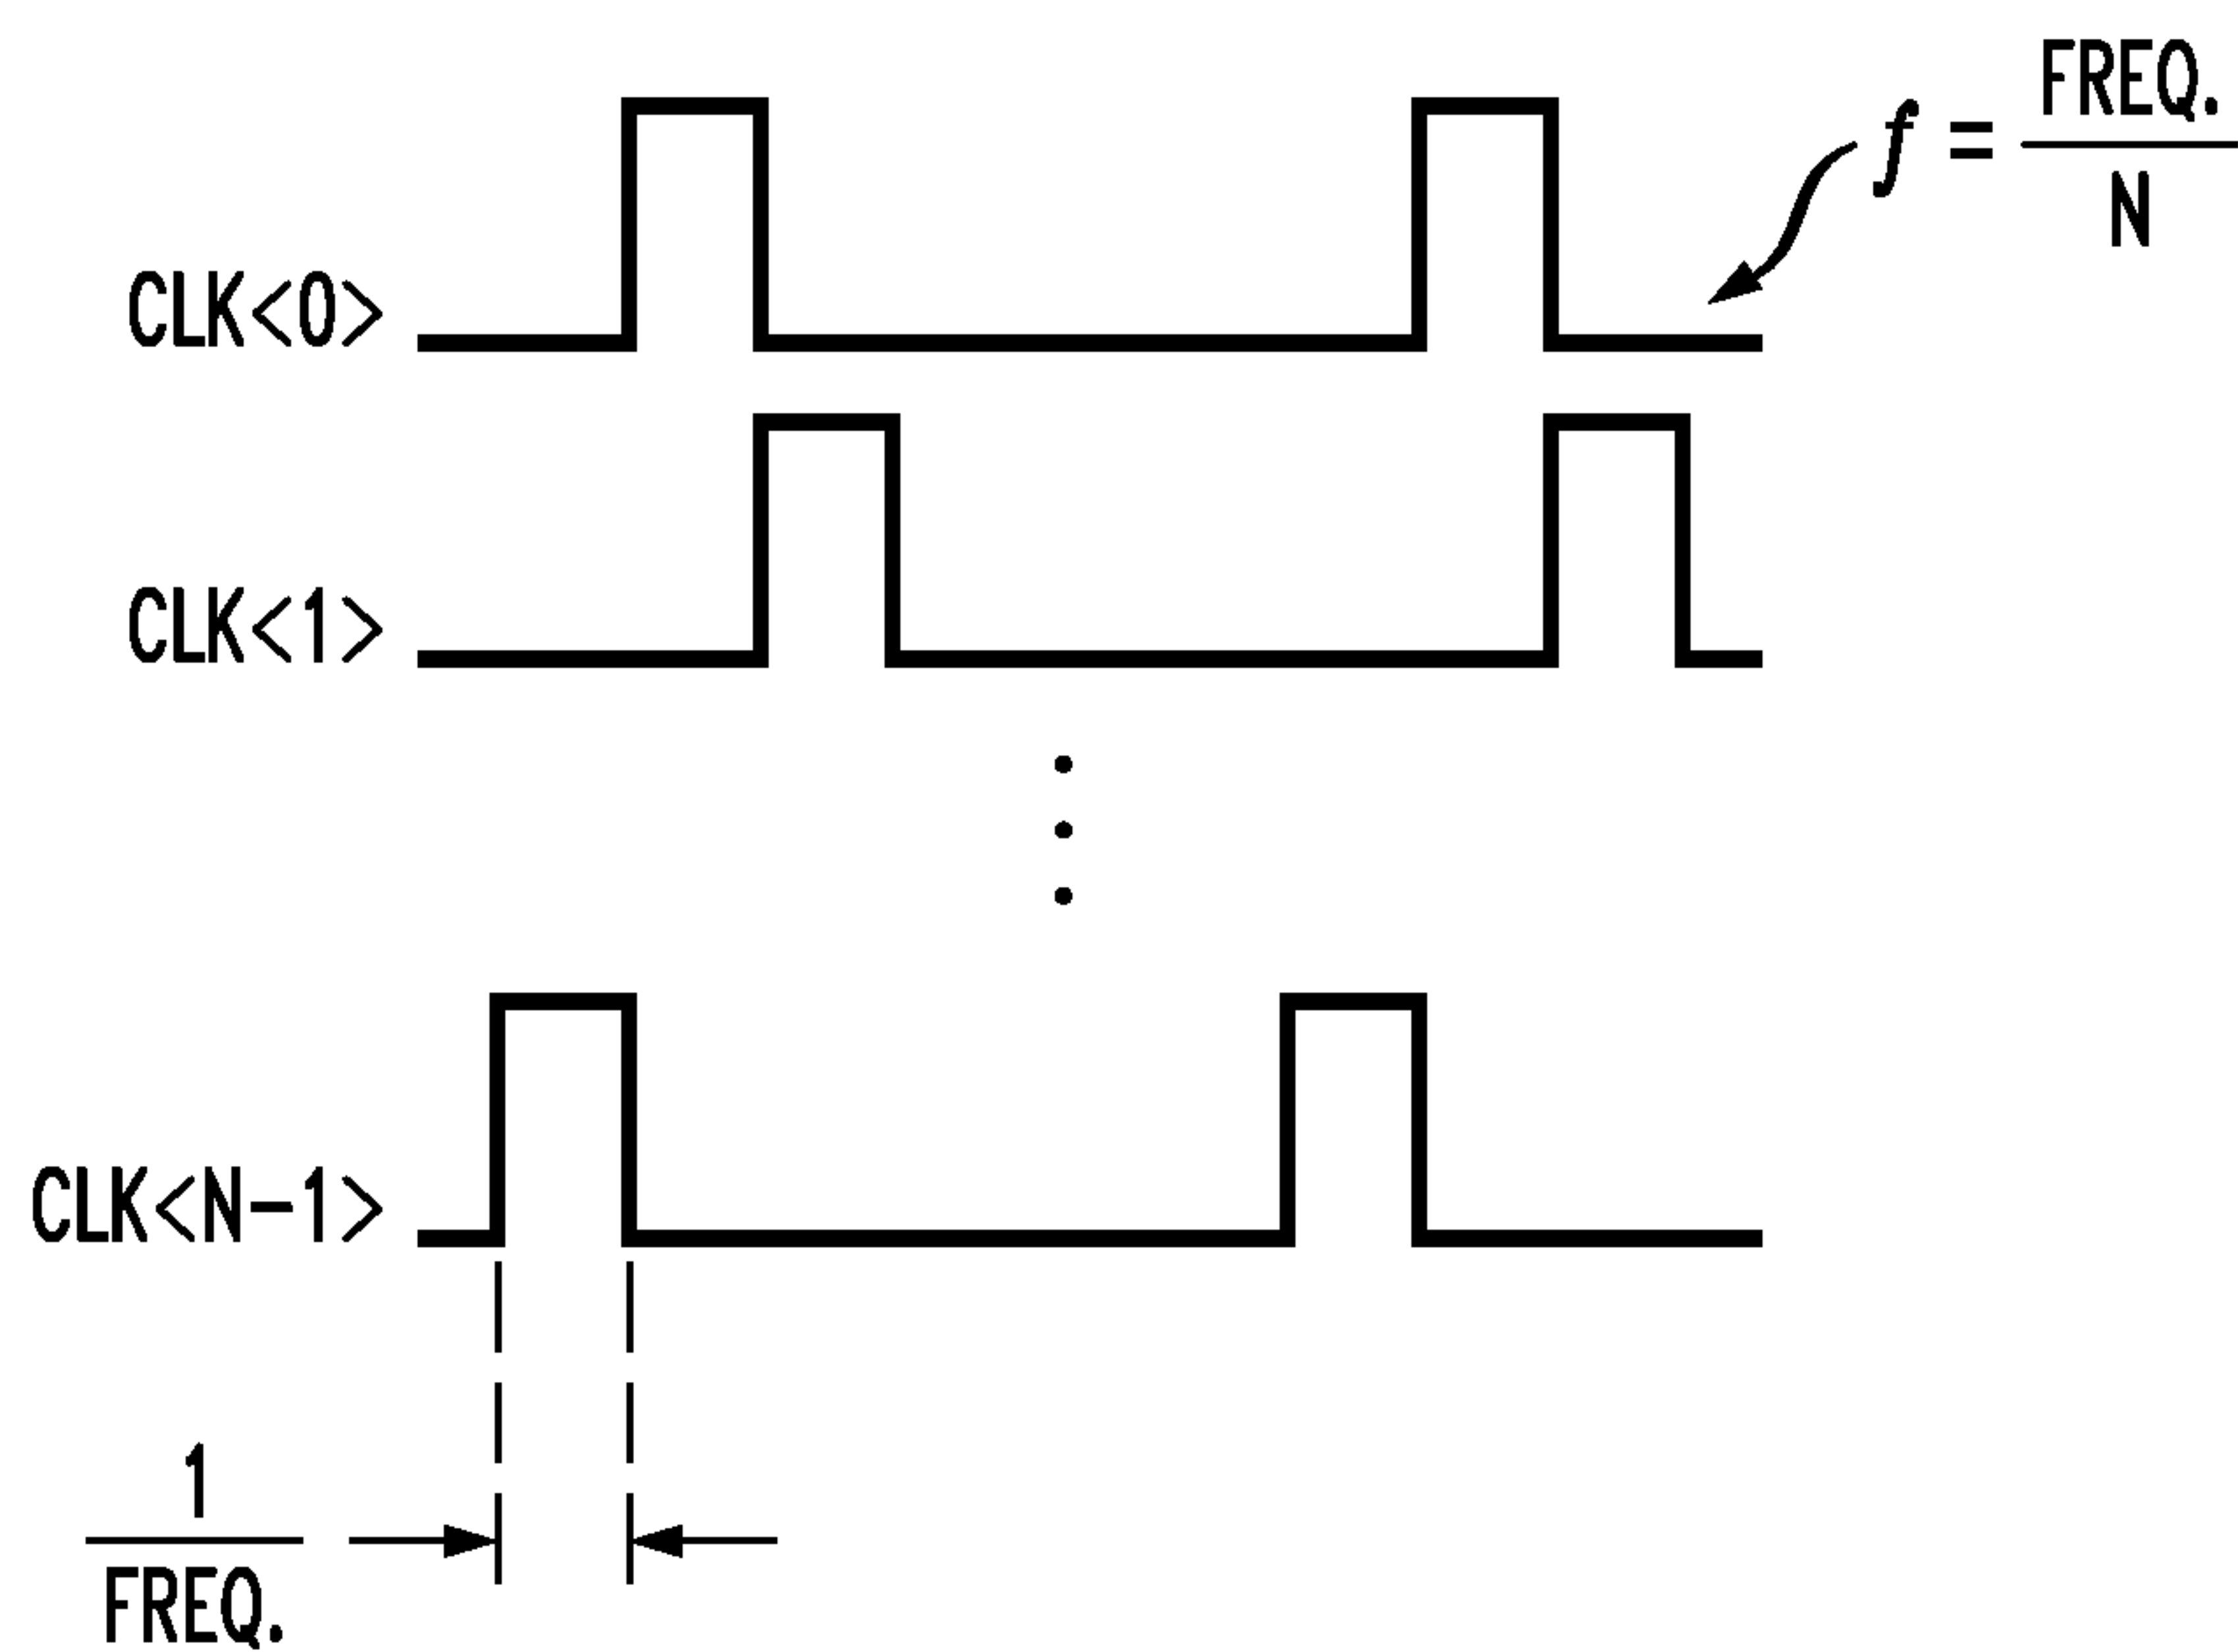 f = FREQ.
N
CLK<0>
CLK<1>
CLK<N-1>
1
FREQ.